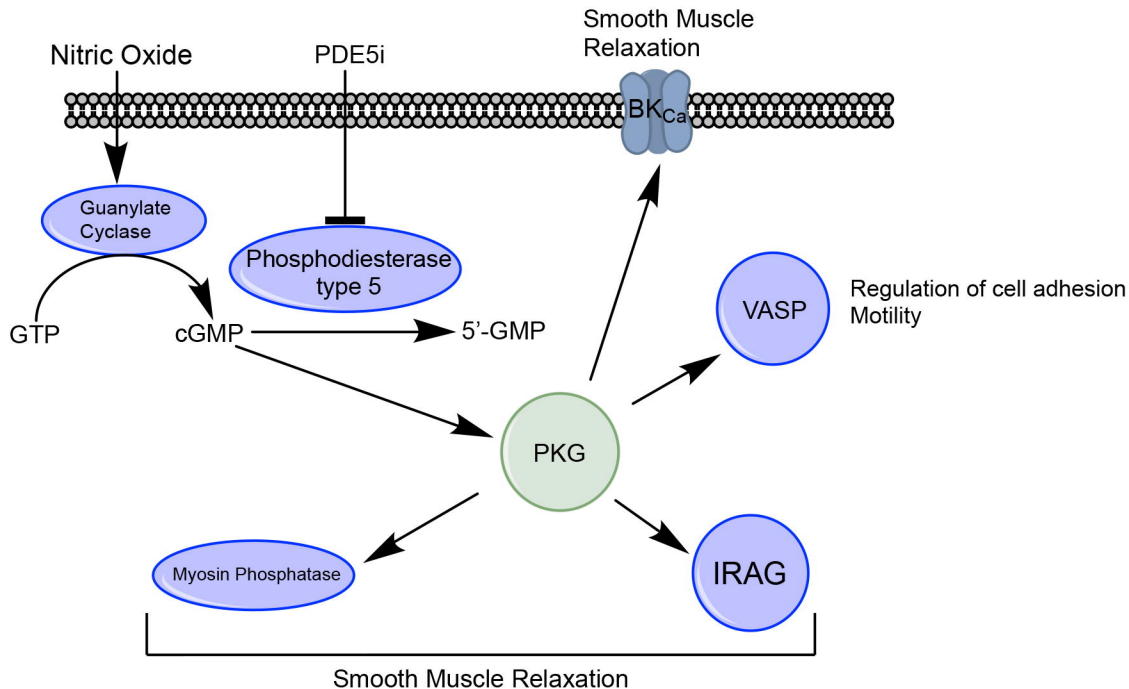 Smooth Muscle
Relaxation
Nitric Oxide
PDE5i
BKCa
Guanylate
Cyclase
Phosphodiesterase
type 5
GTP
cGMP
5’-GMP
VASP
Regulation of cell adhesion
Motility
PKG
Myosin Phosphatase
IRAG
Smooth Muscle Relaxation